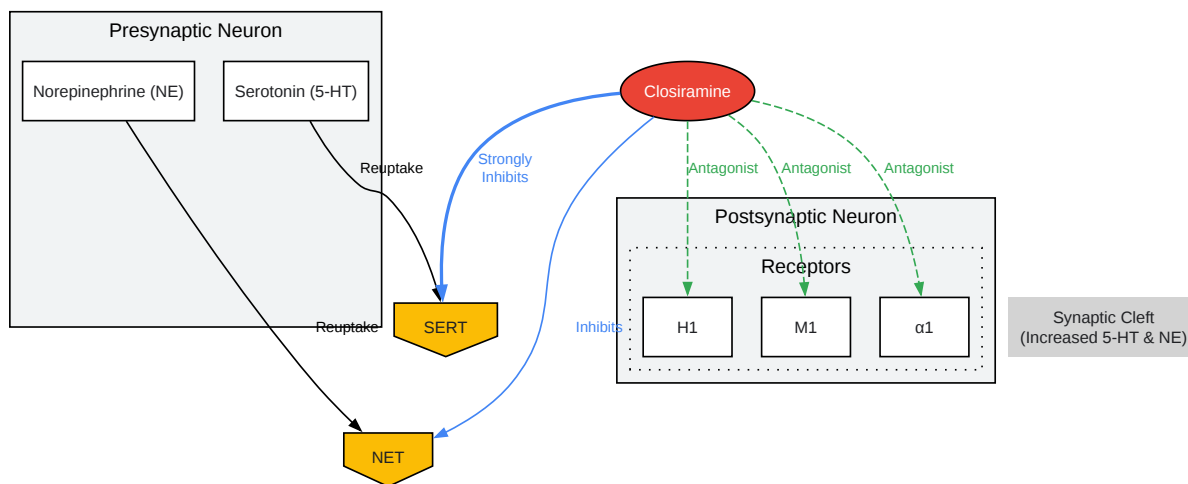 Presynaptic Neuron
Norepinephrine (NE)
Serotonin (5-HT)
Closiramine
Reuptake
Strongly
Inhibits
Antagonist
Antagonist
Antagonist
Postsynaptic Neuron
Receptors
H1
M1
α1
Synaptic Cleft
(Increased 5-HT & NE)
Reuptake
SERT
Inhibits
NET